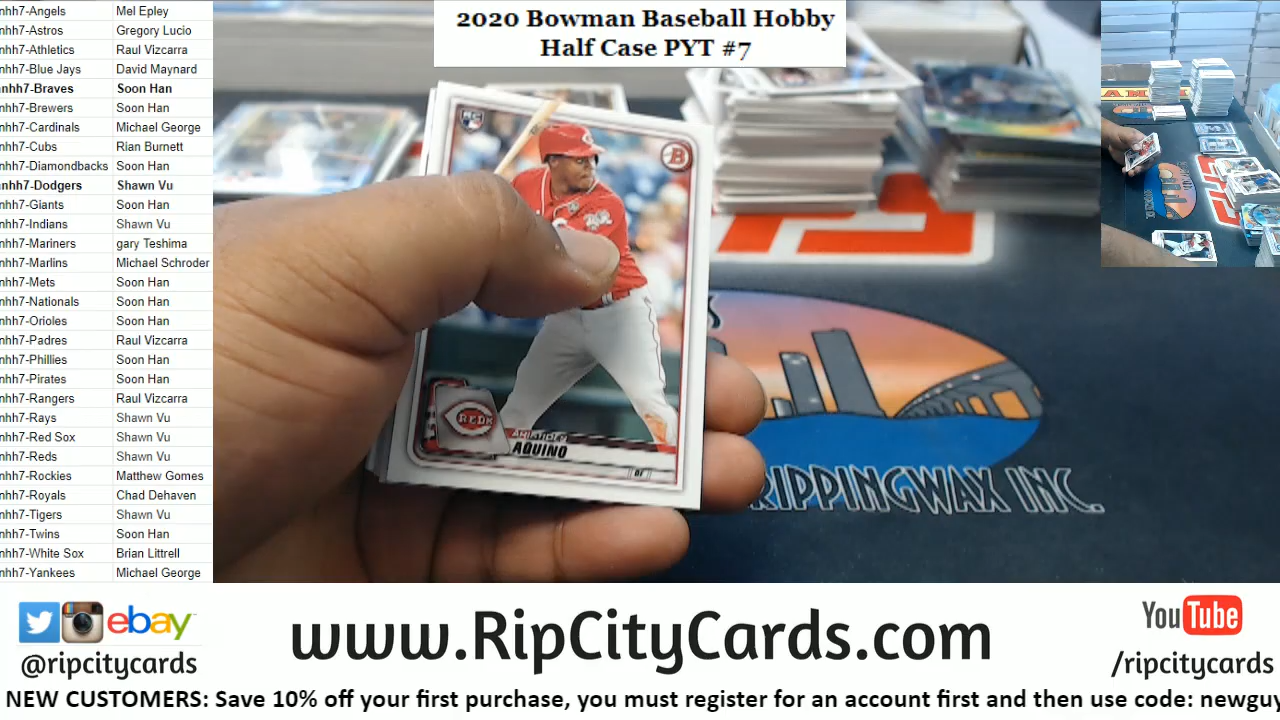 2020 Bowman Baseball Hobby
Half Case PYT #7
nhh7-Angels Mel Epley
nhh7-Astros Gregory Lucio
nhh7-Athletics Raul Vizcarra
nhh7-Blue Jays David Maynard
nhh7-Braves Soon Han
nhh7-Brewers Soon Han
nhh7-Cardinals Michael George
nhh7-Cubs Rian Burnett
nhh7-Diamondbacks Soon Han
nhh7-Dodgers Shawn Vu
nhh7-Giants Soon Han
nhh7-Indians Shawn Vu
nhh7-Mariners gary Teshima
nhh7-Marlins Michael Schroder
nhh7-Mets Soon Han
nhh7-Nationals Soon Han
nhh7-Orioles Soon Han
nhh7-Padres Raul Vizcarra
nhh7-Phillies Soon Han
nhh7-Pirates Soon Han
nhh7-Rangers Raul Vizcarra
nhh7-Rays Shawn Vu
nhh7-Red Sox Shawn Vu
nhh7-Reds Shawn Vu
nhh7-Rockies Matthew Gomes
nhh7-Royals Chad Dehaven
nhh7-Tigers Shawn Vu
nhh7-Twins Soon Han
nhh7-White Sox Brian Littrell
nhh7-Yankees Michael George
B
REDS
ARISTIDES
AQUINO
OF
RIPPINGWAX INC.
ebay
@ripcitycards
www.RipCityCards.com
YouTube
/ripcitycards
NEW CUSTOMERS: Save 10% off your first purchase, you must register for an account first and then use code: newguy